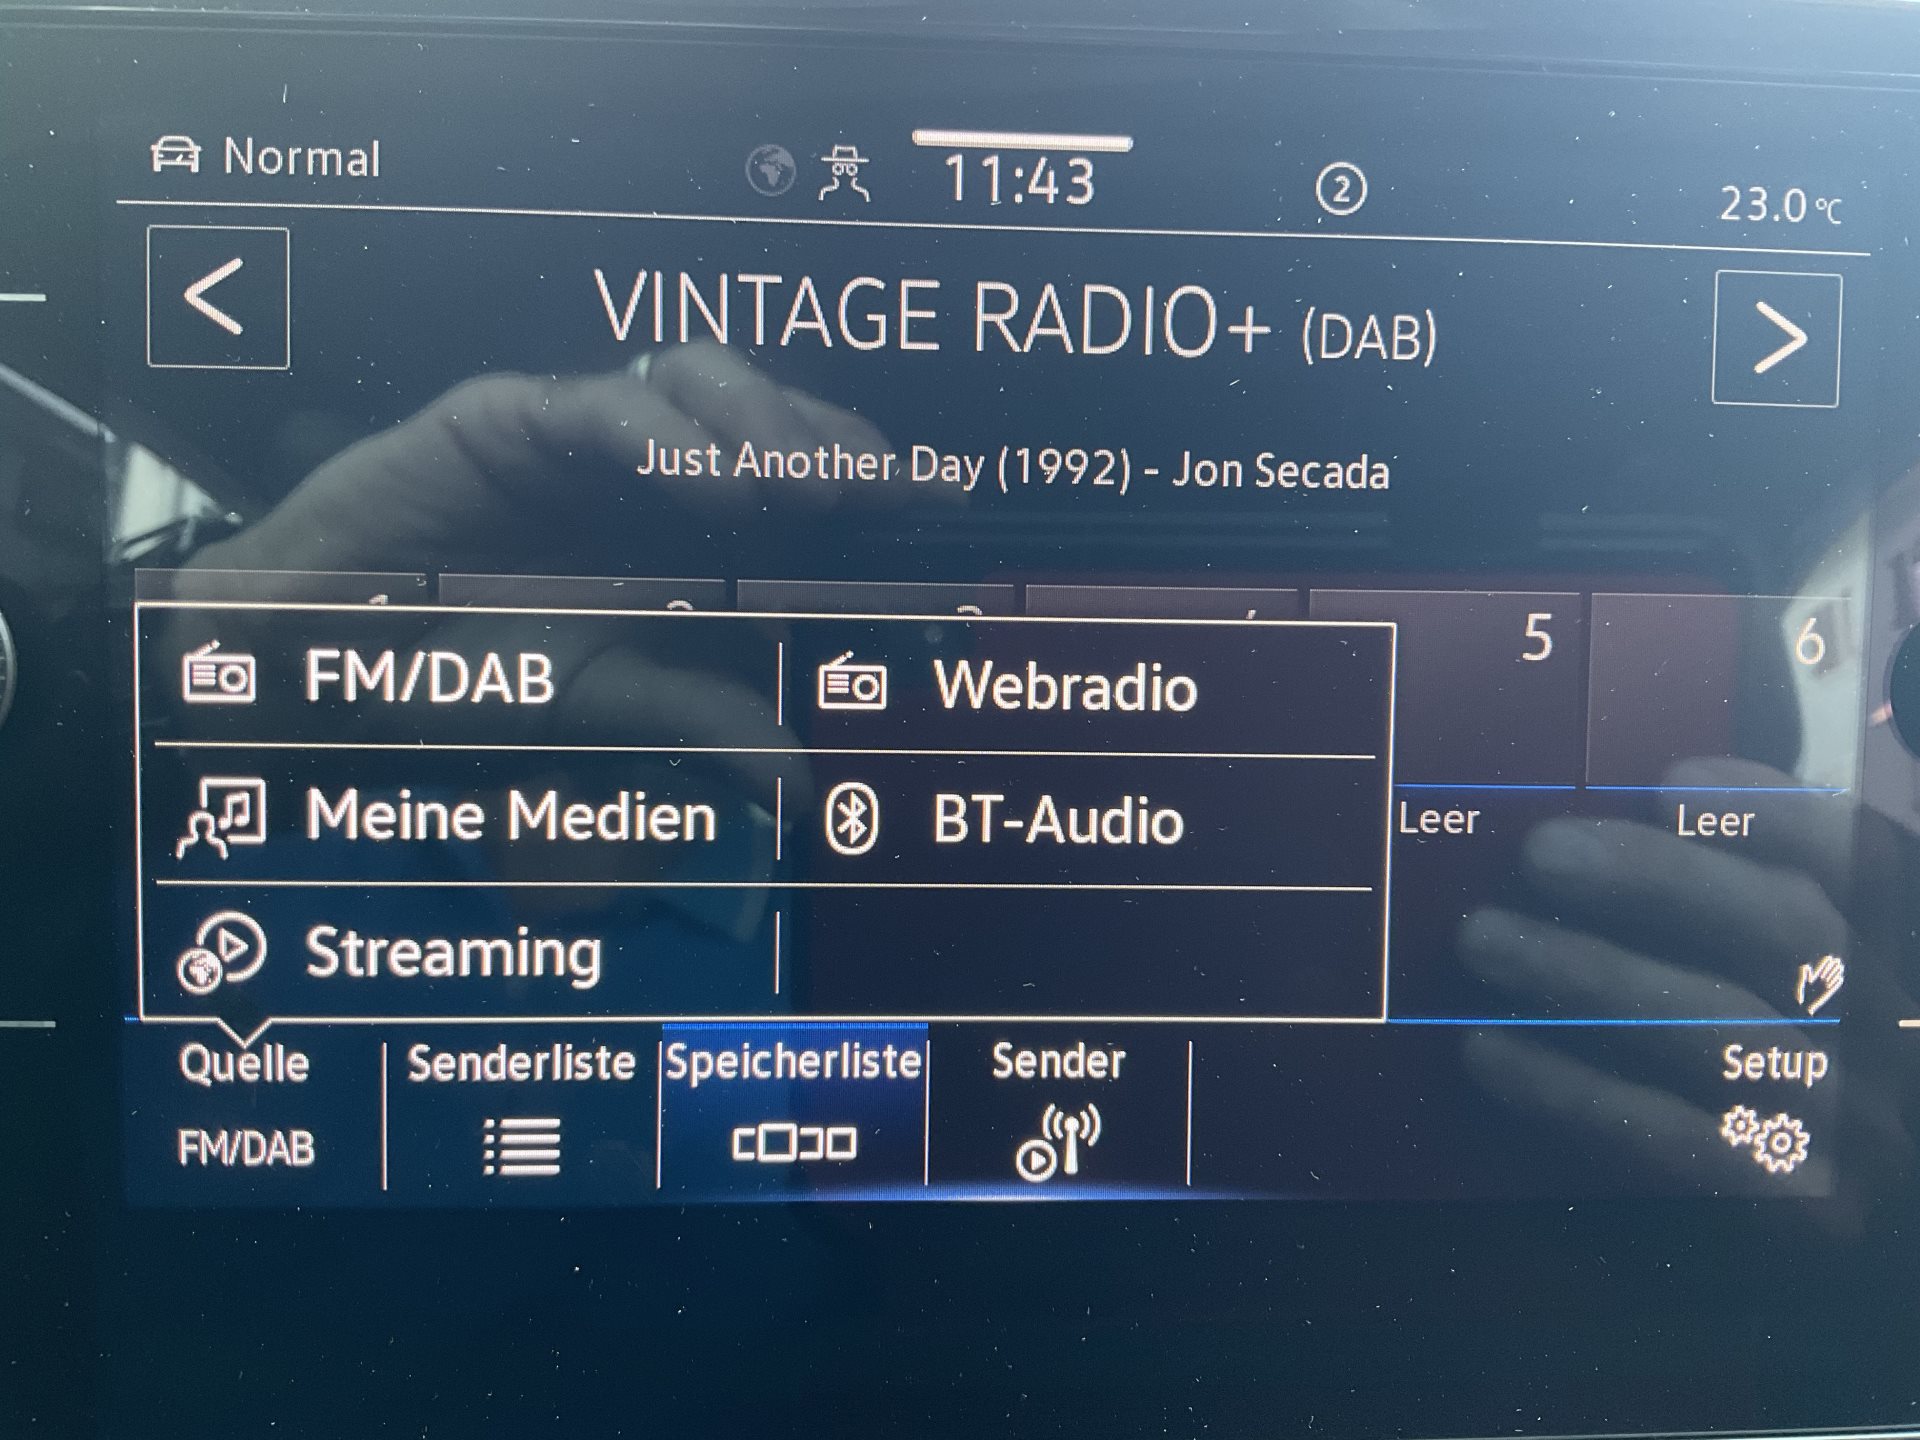 Normal
11:43
2
23.0 °C
<
VINTAGE RADIO+ (DAB)
>
Just Another Day (1992) - Jon Secada
5
6
FM/DAB
Webradio
Meine Medien
BT-Audio
Leer
Leer
Streaming
Quelle
Senderliste
Speicherliste
Sender
Setup
FM/DAB